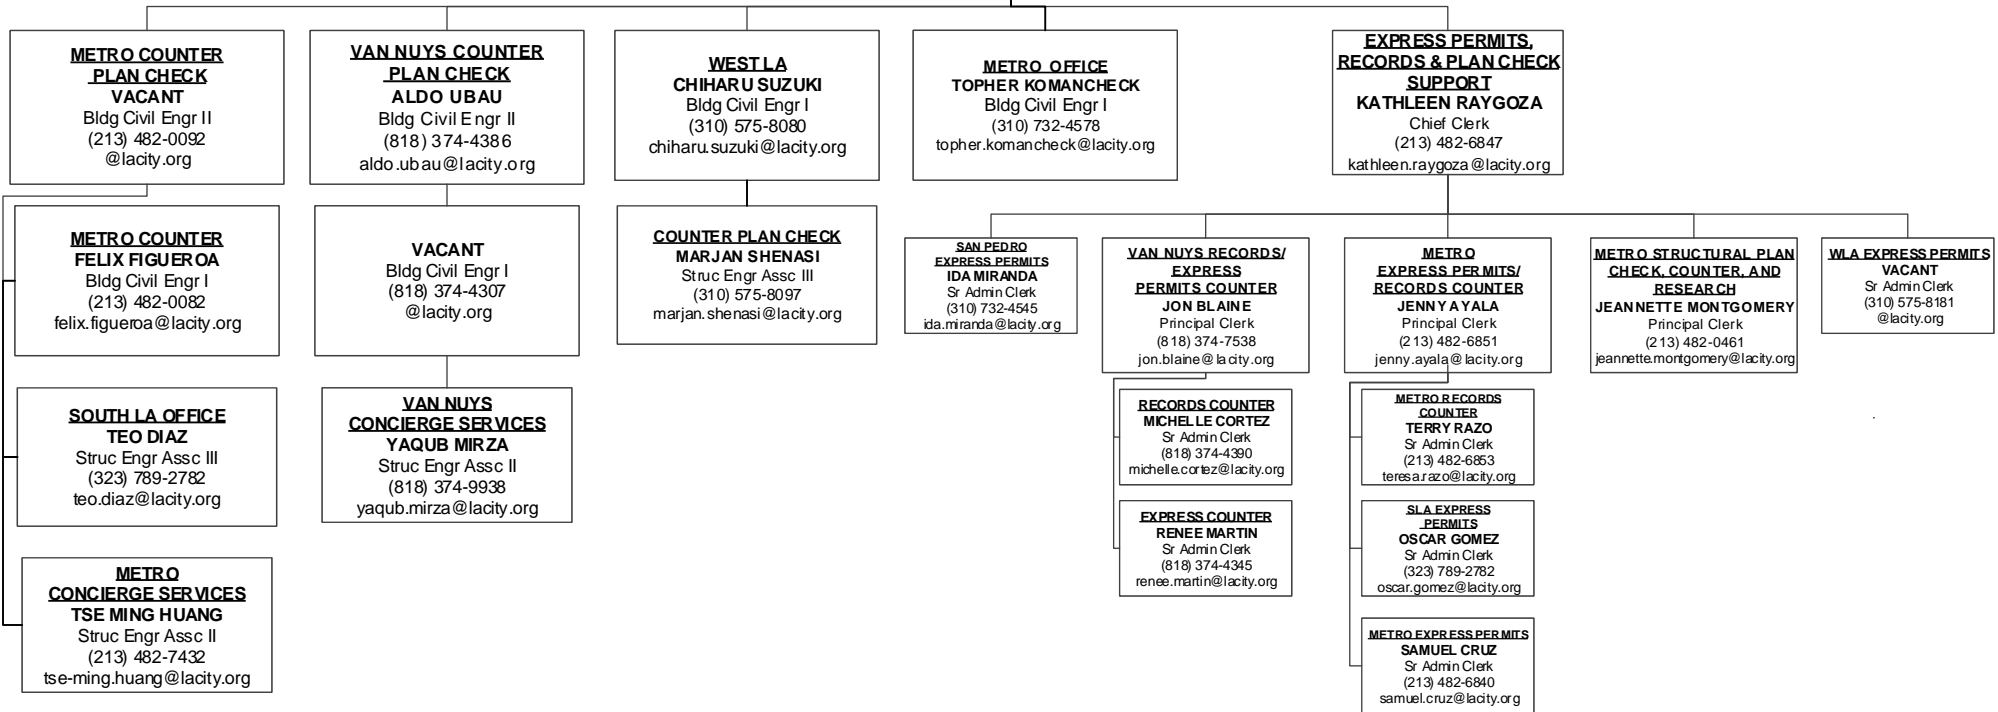 METRO COUNTER
PLAN CHECK
VACANT
Bldg Civil Engr II
(213) 482-0092
@lacity.org
VAN NUYS COUNTER
PLAN CHECK
ALDO UBAU
Bldg Civil Engr II
(818) 374-4386
aldo.ubau@lacity.org
WEST LA
CHIHARU SUZUKI
Bldg Civil Engr I
(310) 575-8080
chiharu.suzuki@lacity.org
METRO OFFICE
TOPHER KOMANCHECK
Bldg Civil Engr I
(310) 732-4578
topher.komancheck@lacity.org
EXPRESS PERMITS,
RECORDS & PLAN CHECK
SUPPORT
KATHLEEN RAYGOZA
Chief Clerk
(213) 482-6847
kathleen.raygoza@lacity.org
METRO COUNTER
FELIX FIGUEROA
Bldg Civil Engr I
(213) 482-0082
felix.figueroa@lacity.org
VACANT
Bldg Civil Engr I
(818) 374-4307
@lacity.org
COUNTER PLAN CHECK
MARJAN SHENASI
Struc Engr Assc III
(310) 575-8097
marjan.shenasi@lacity.org
SAN PEDRO
EXPRESS PERMITS
IDA MIRANDA
Sr Admin Clerk
(310) 732-4545
ida.miranda@lacity.org
VAN NUYS RECORDS/
EXPRESS
PERMITS COUNTER
JON BLAINE
Principal Clerk
(818) 374-7538
jon.blaine@lacity.org
METRO
EXPRESS PERMITS/
RECORDS COUNTER
JENNY AYALA
Principal Clerk
(213) 482-6851
jenny.ayala@lacity.org
METRO STRUCTURAL PLAN
CHECK, COUNTER, AND
RESEARCH
JEANNETTE MONTGOMERY
Principal Clerk
(213) 482-0461
jeannette.montgomery@lacity.org
WLA EXPRESS PERMITS
VACANT
Sr Admin Clerk
(310) 575-8181
@lacity.org
SOUTH LA OFFICE
TEO DIAZ
Struc Engr Assc III
(323) 789-2782
teo.diaz@lacity.org
VAN NUYS
CONCIERGE SERVICES
YAQUB MIRZA
Struc Engr Assc II
(818) 374-9938
yaqub.mirza@lacity.org
RECORDS COUNTER
MICHELLE CORTEZ
Sr Admin Clerk
(818) 374-4390
michelle.cortez@lacity.org
METRO RECORDS
COUNTER
TERRY RAZO
Sr Admin Clerk
(213) 482-6853
teresa.razo@lacity.org
EXPRESS COUNTER
RENEE MARTIN
Sr Admin Clerk
(818) 374-4345
renee.martin@lacity.org
SLA EXPRESS
PERMITS
OSCAR GOMEZ
Sr Admin Clerk
(323) 789-2782
oscar.gomez@lacity.org
METRO
CONCIERGE SERVICES
TSE MING HUANG
Struc Engr Assc II
(213) 482-7432
tse-ming.huang@lacity.org
METRO EXPRESS PERMITS
SAMUEL CRUZ
Sr Admin Clerk
(213) 482-6840
samuel.cruz@lacity.org